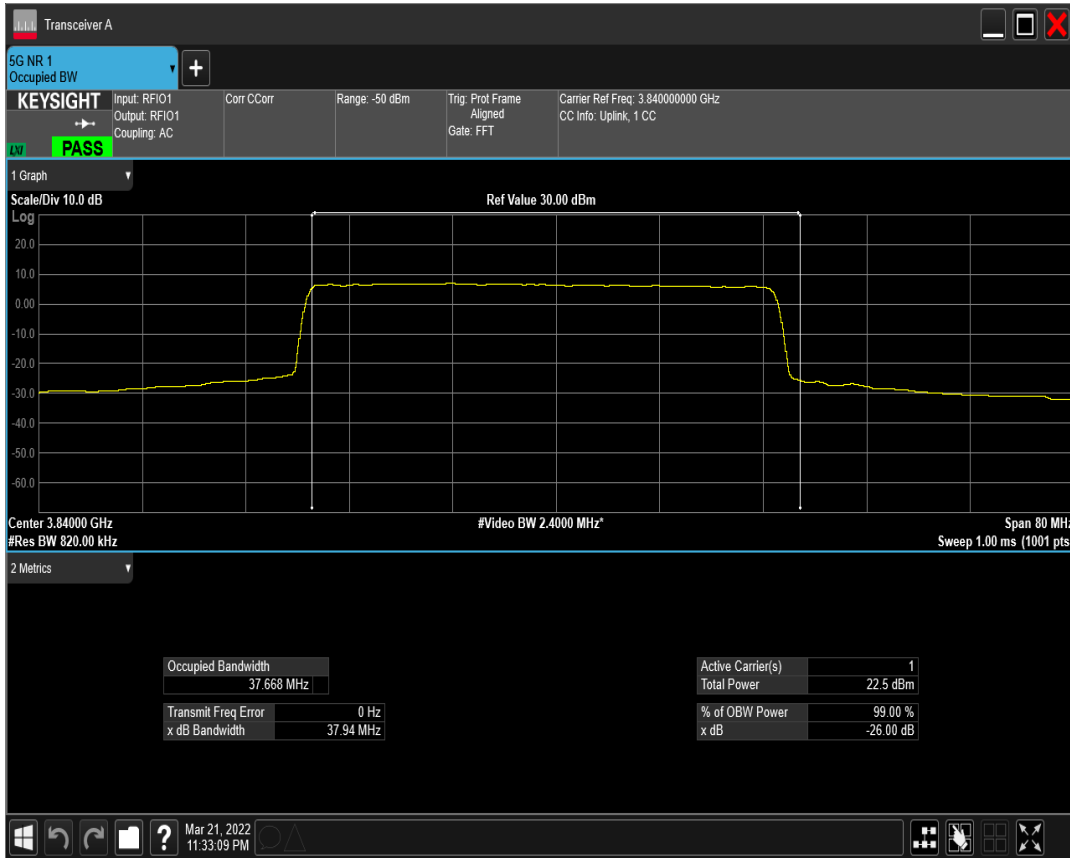 Transceiver A
5G NR 1
Occupied BW
KEYSIGHT
LXI
PASS
Input: RFIO1
Output: RFIO1
Coupling: AC
Corr CCorr
Range: -50 dBm
Trig: Prot Frame
Aligned
Gate: FFT
Carrier Ref Freq: 3.840000000 GHz
CC Info: Uplink, 1 CC
1 Graph
Scale/Div 10.0 dB
Ref Value 30.00 dBm
Log
20.0
10.0
0.00
-10.0
-20.0
-30.0
-40.0
-50.0
-60.0
Center 3.84000 GHz
#Video BW 2.4000 MHz*
Span 80 MHz
#Res BW 820.00 kHz
Sweep 1.00 ms (1001 pts
2 Metrics
Occupied Bandwidth
37.668 MHz
Transmit Freq Error 0 Hz
x dB Bandwidth 37.94 MHz
Active Carrier(s) 1
Total Power 22.5 dBm
% of OBW Power 99.00 %
x dB -26.00 dB
?
Mar 21, 2022
11:33:09 PM